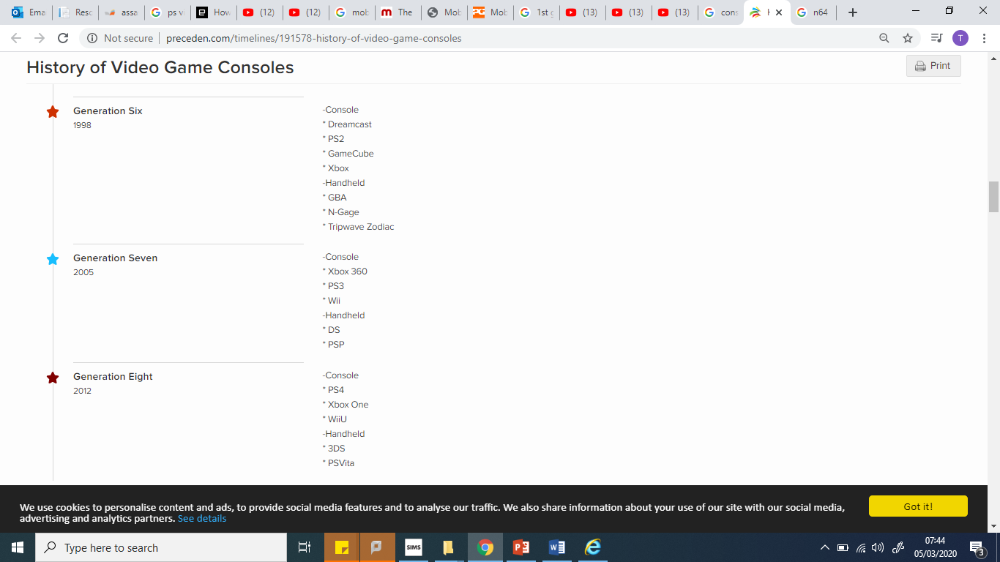 Ema
Resc
assa
ps v
How
(12)
(12)
mob
The
Mob
Mob
1st g
(13)
(13)
(13)
cons
n64
Not secure
preceden.com/timelines/191578-history-of-video-game-consoles
T
History of Video Game Consoles
Print
Generation Six
1998
-Console
* Dreamcast
* PS2
* GameCube
* Xbox
-Handheld
* GBA
* N-Gage
* Tripwave Zodiac
Generation Seven
2005
-Console
* Xbox 360
* PS3
* Wii
-Handheld
* DS
* PSP
Generation Eight
2012
-Console
* PS4
* Xbox One
* WiiU
-Handheld
* 3DS
* PSVita
We use cookies to personalise content and ads, to provide social media features and to analyse our traffic. We also share information about your use of our site with our social media,
advertising and analytics partners. See details
Got it!
Type here to search
SIMS
07:44
05/03/2020
3